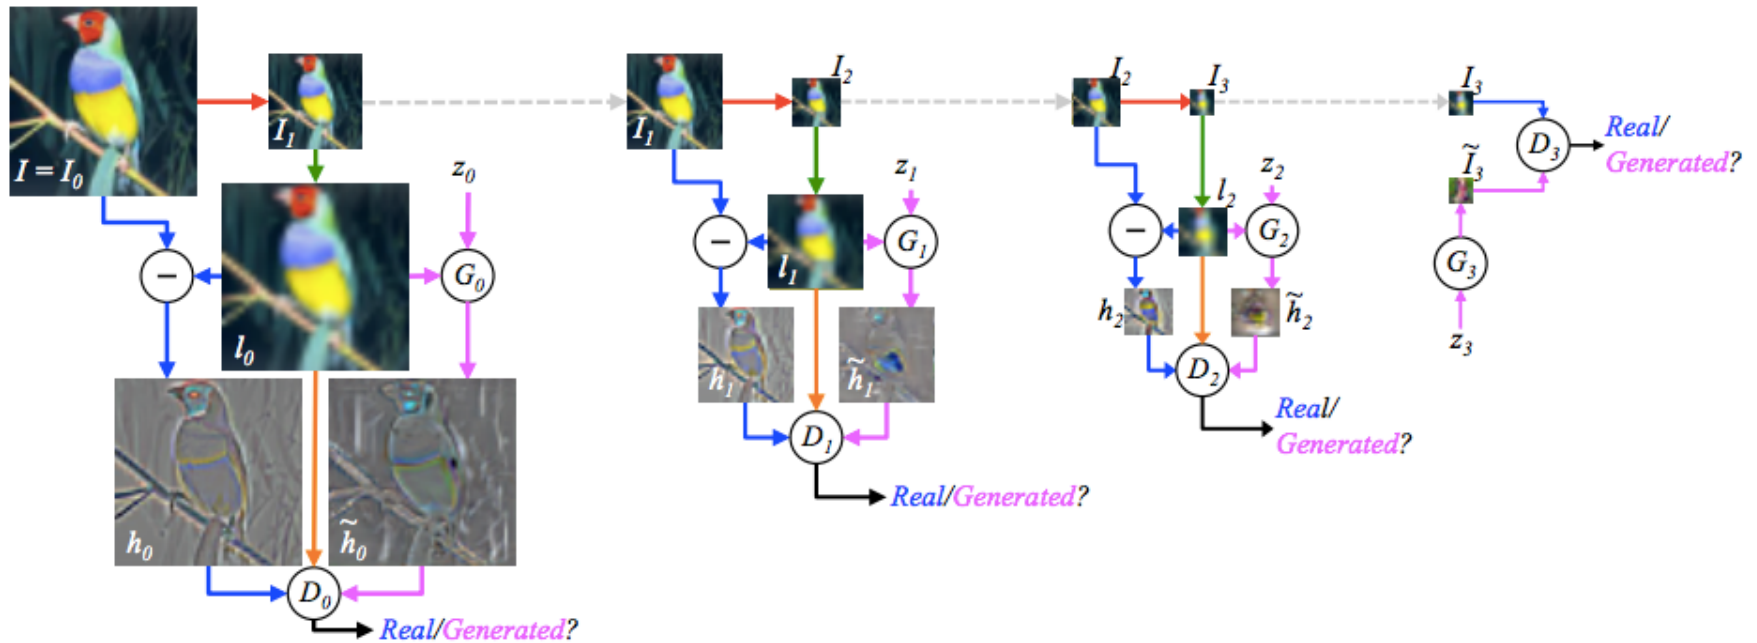 I = I₀
I₁
l₀
z₀
−
G₀
h₀
h̃₀
D₀
Real/Generated?
I₁
I₂
z₁
−
l₁
G₁
h₁
h̃₁
D₁
Real/Generated?
I₂
I₃
z₂
l₂
−
G₂
h₂
h̃₂
D₂
Real/
Generated?
I₃
Ĩ₃
D₃
Real/
Generated?
G₃
z₃